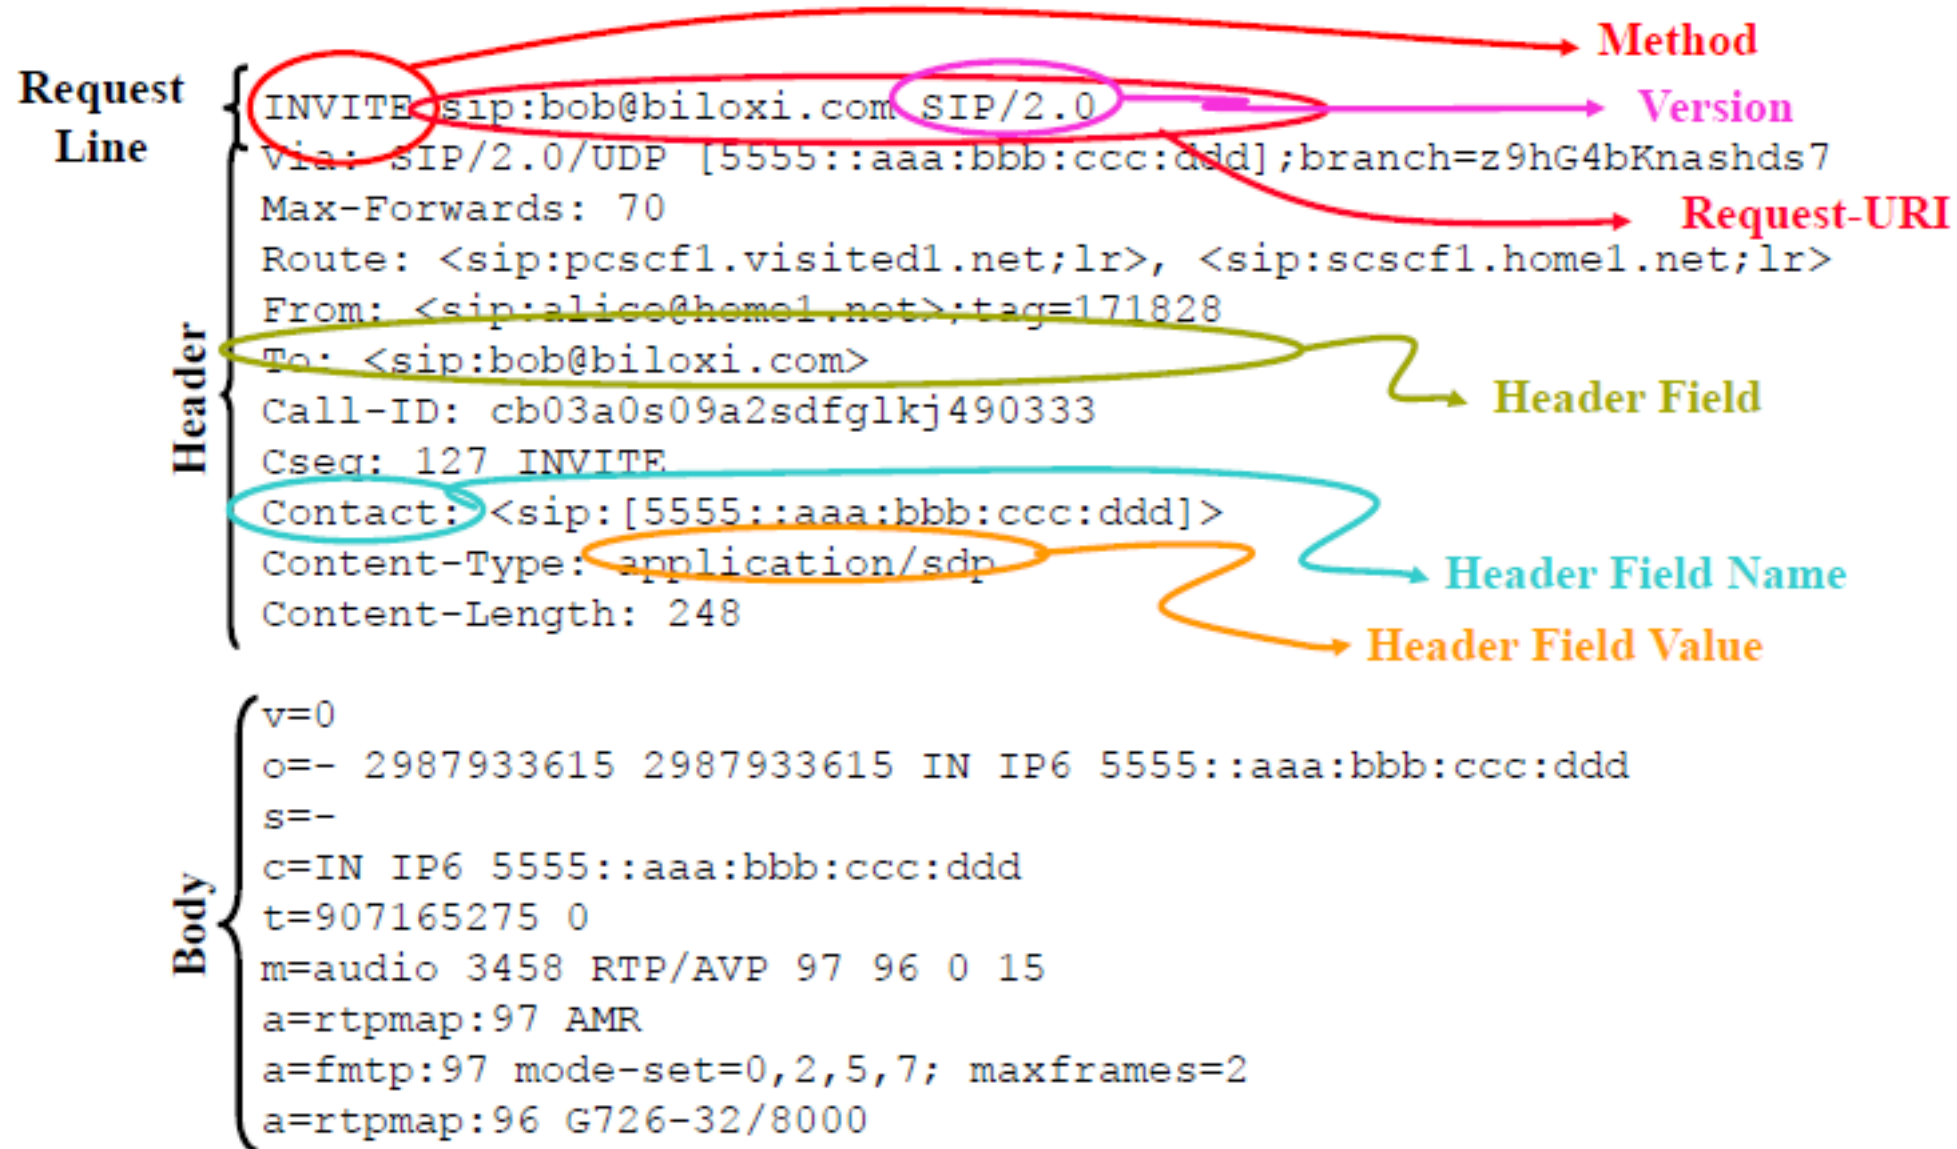 Method
Request Line
INVITE sip:bob@biloxi.com SIP/2.0
Version
Via: SIP/2.0/UDP [5555::aaa:bbb:ccc:ddd];branch=z9hG4bKnashds7
Max-Forwards: 70
Request-URI
Route: <sip:pcscf1.visited1.net;lr>, <sip:scscf1.home1.net;lr>
From: <sip:alice@home1.net>;tag=171828
Header
To: <sip:bob@biloxi.com>
Header Field
Call-ID: cb03a0s09a2sdfglkj490333
Cseq: 127 INVITE
Contact: <sip:[5555::aaa:bbb:ccc:ddd]>
Content-Type: application/sdp
Header Field Name
Content-Length: 248
Header Field Value
v=0
o=- 2987933615 2987933615 IN IP6 5555::aaa:bbb:ccc:ddd
s=-
c=IN IP6 5555::aaa:bbb:ccc:ddd
Body
t=907165275 0
m=audio 3458 RTP/AVP 97 96 0 15
a=rtpmap:97 AMR
a=fmtp:97 mode-set=0,2,5,7; maxframes=2
a=rtpmap:96 G726-32/8000